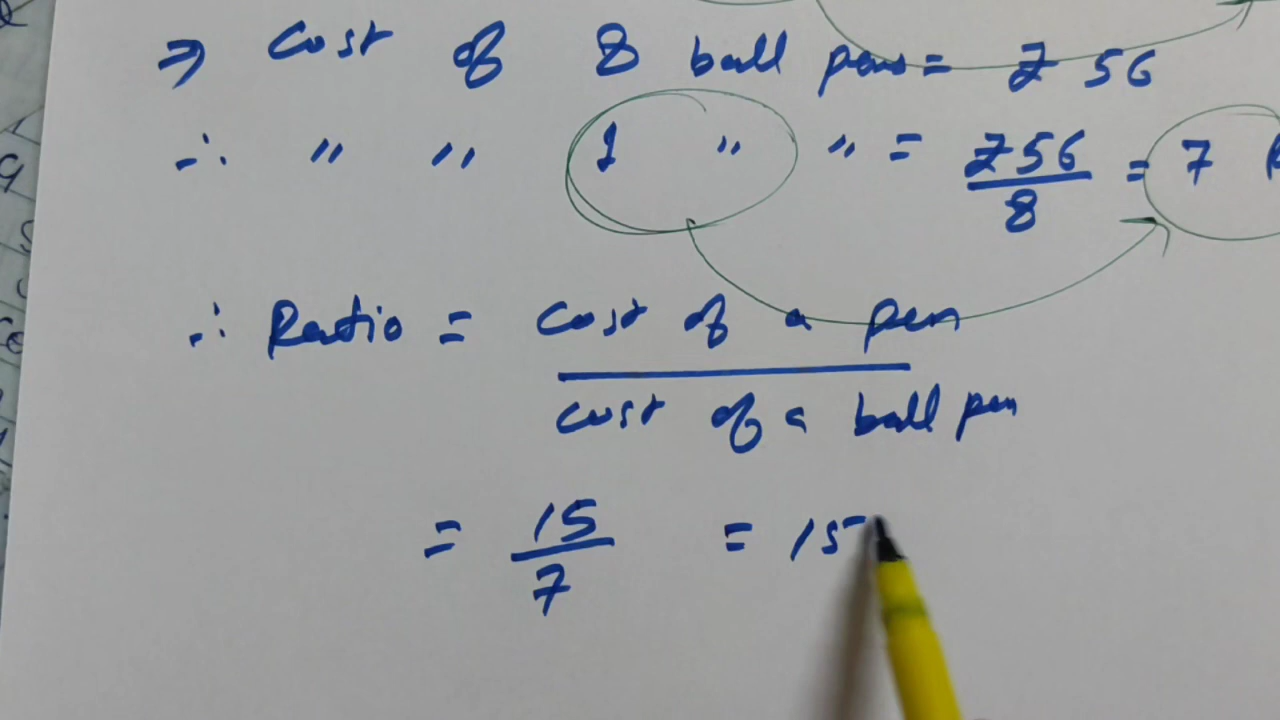 ⇒ Cost of 8 ball pens = ₹ 56
∴ " " 1 " " = ₹56/8 = 7
∴ Ratio = Cost of a pen / cost of a ball pen
= 15/7 = 15